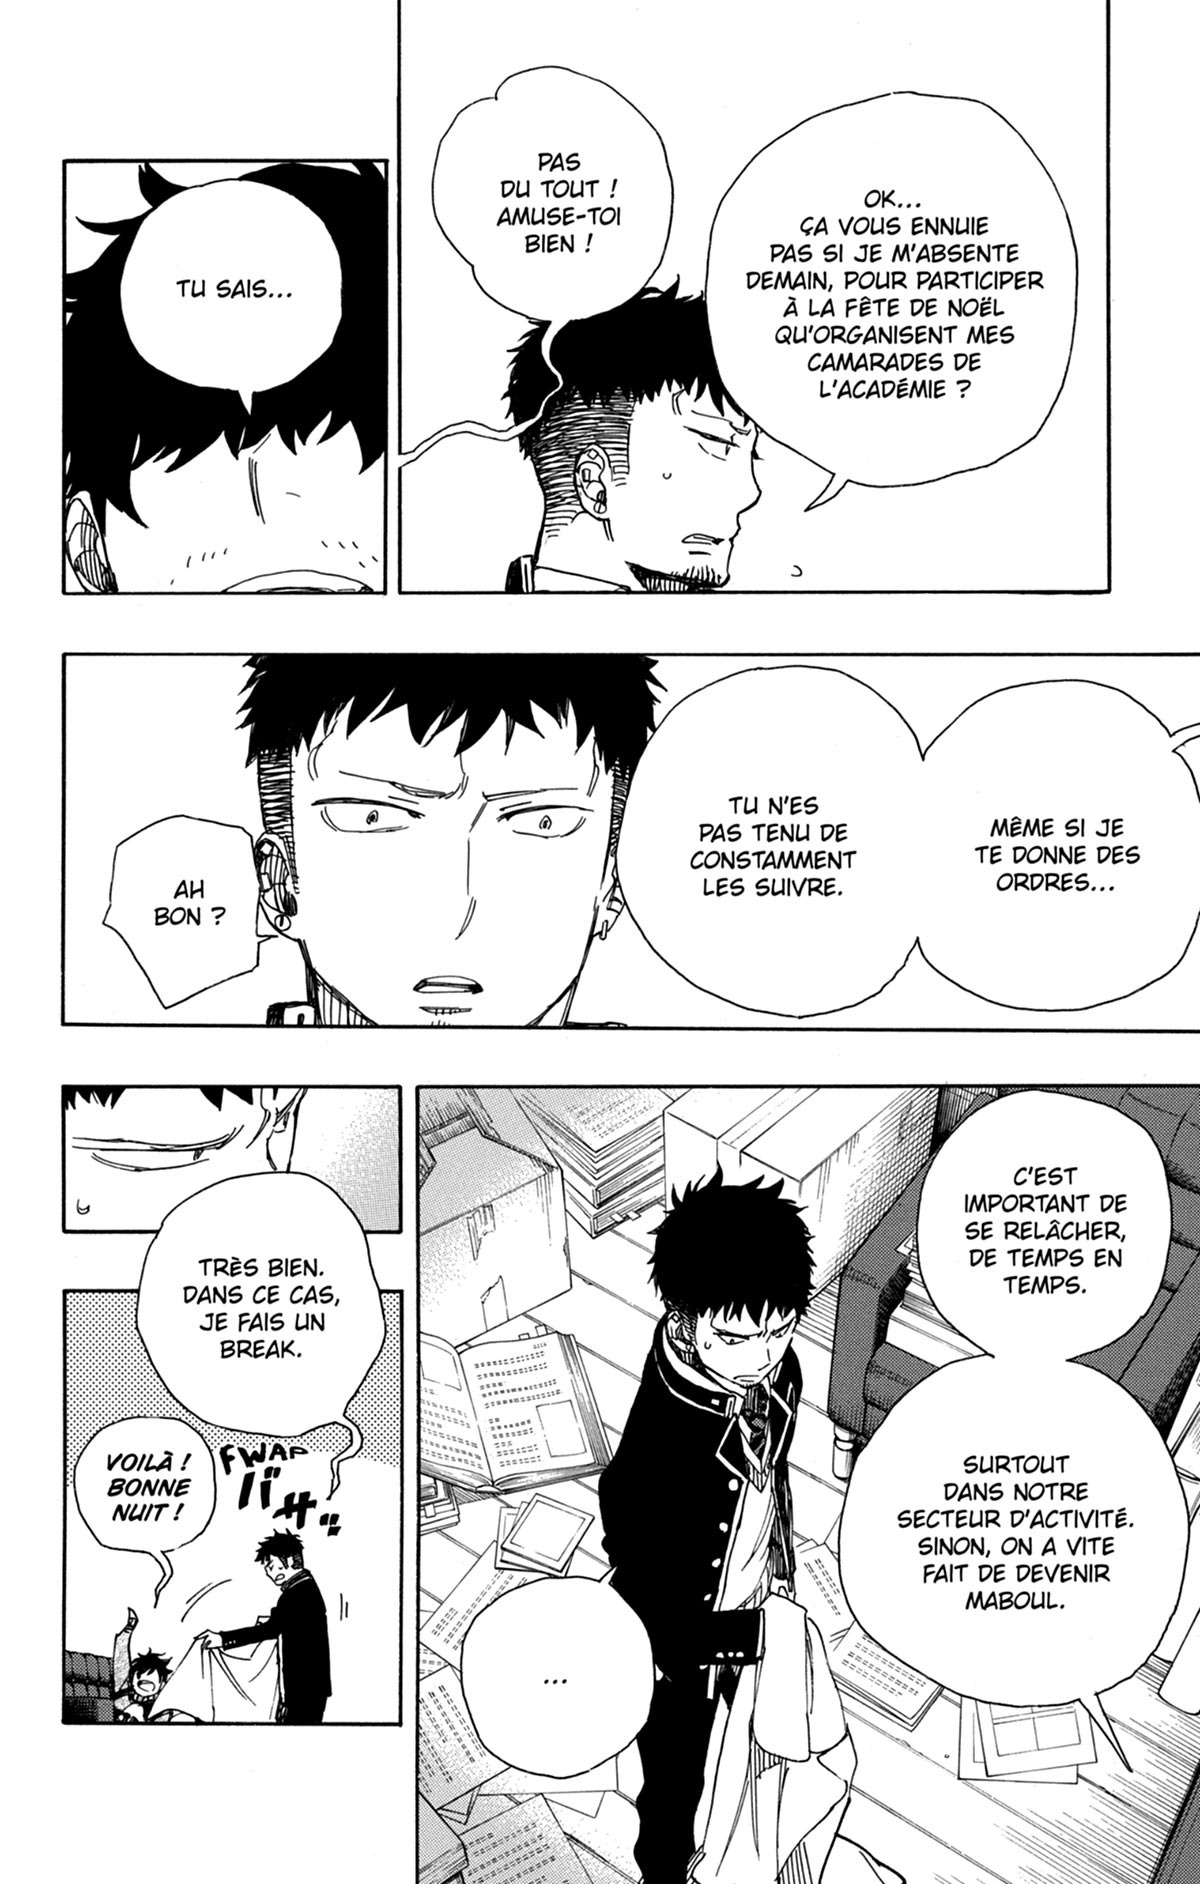 OK...
ÇA VOUS ENNUIE
PAS SI JE M'ABSENTE
DEMAIN, POUR PARTICIPER
À LA FÊTE DE NOËL
QU'ORGANISENT MES
CAMARADES DE
L'ACADÉMIE ?
PAS
DU TOUT !
AMUSE-TOI
BIEN !
TU SAIS...
MÊME SI JE
TE DONNE DES
ORDRES...
TU N'ES
PAS TENU DE
CONSTAMMENT
LES SUIVRE.
AH
BON ?
C'EST
IMPORTANT DE
SE RELÂCHER,
DE TEMPS EN
TEMPS.
SURTOUT
DANS NOTRE
SECTEUR D'ACTIVITÉ.
SINON, ON A VITE
FAIT DE DEVENIR
MABOUL.
...
TRÈS BIEN.
DANS CE CAS,
JE FAIS UN
BREAK.
FWAP
バサッ
VOILÀ !
BONNE
NUIT !